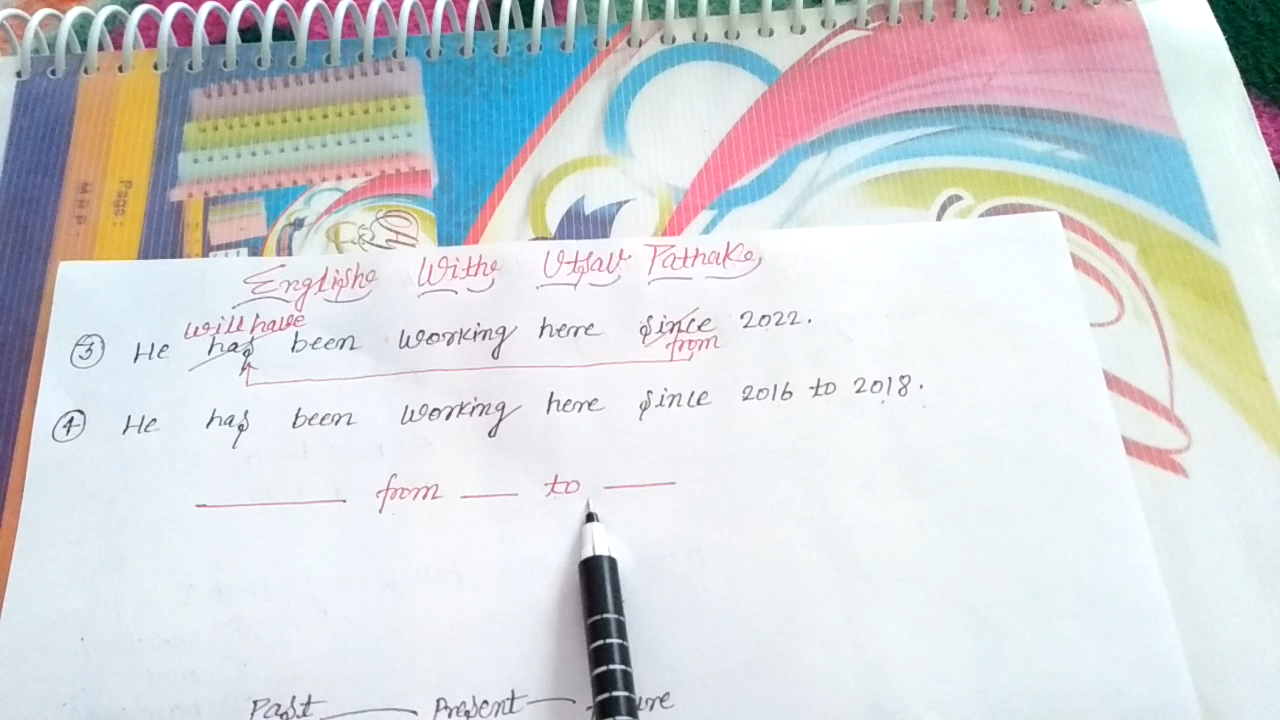 Page :
M R P :
English With Utsav Pathak
will have
③ He has been working here since 2022.
from
④ He has been working here since 2016 to 2018.
from to
Past Present